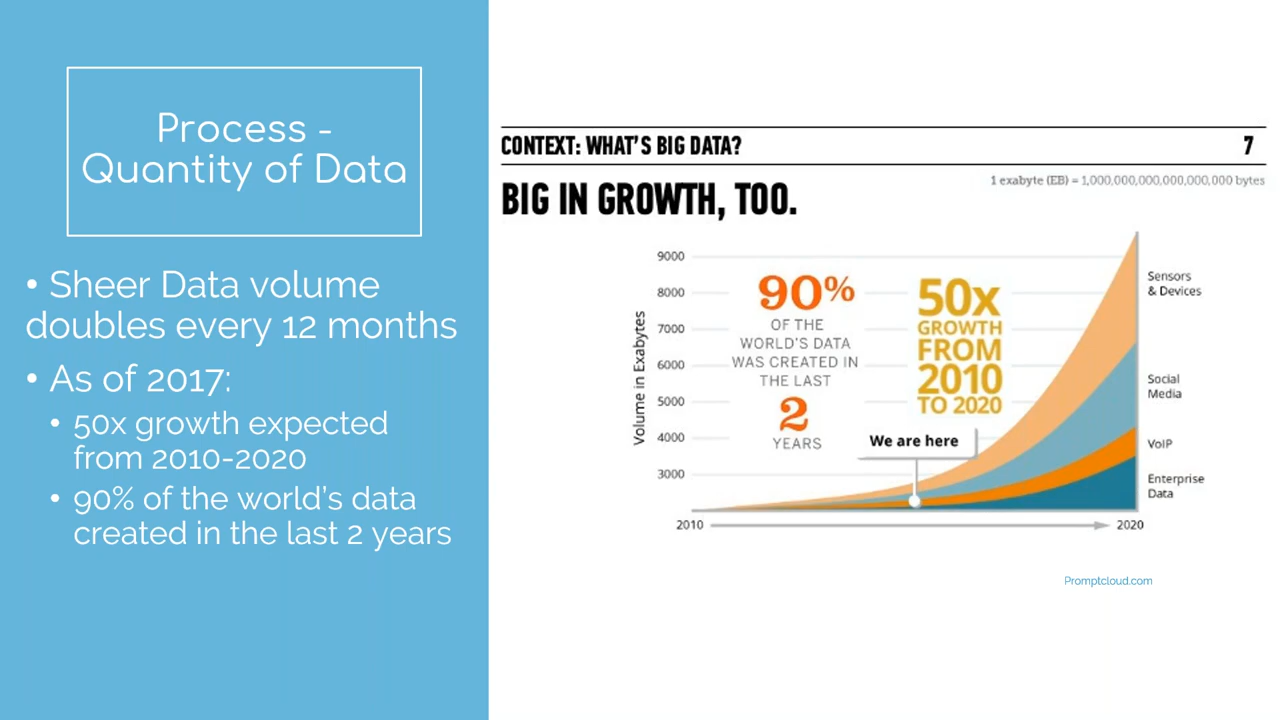 Process -
Quantity of Data
• Sheer Data volume
doubles every 12 months
• As of 2017:
• 50x growth expected
from 2010-2020
• 90% of the world's data
created in the last 2 years
CONTEXT: WHAT'S BIG DATA?
7
BIG IN GROWTH, TOO.
1 exabyte (EB) = 1,000,000,000,000,000,000 bytes
Volume in Exabytes
9000
8000
7000
6000
5000
4000
3000
90%
OF THE
WORLD'S DATA
WAS CREATED IN
THE LAST
2
YEARS
50x
GROWTH
FROM
2010
TO 2020
We are here
Sensors
& Devices
Social
Media
VoIP
Enterprise
Data
2010
2020
Promptcloud.com